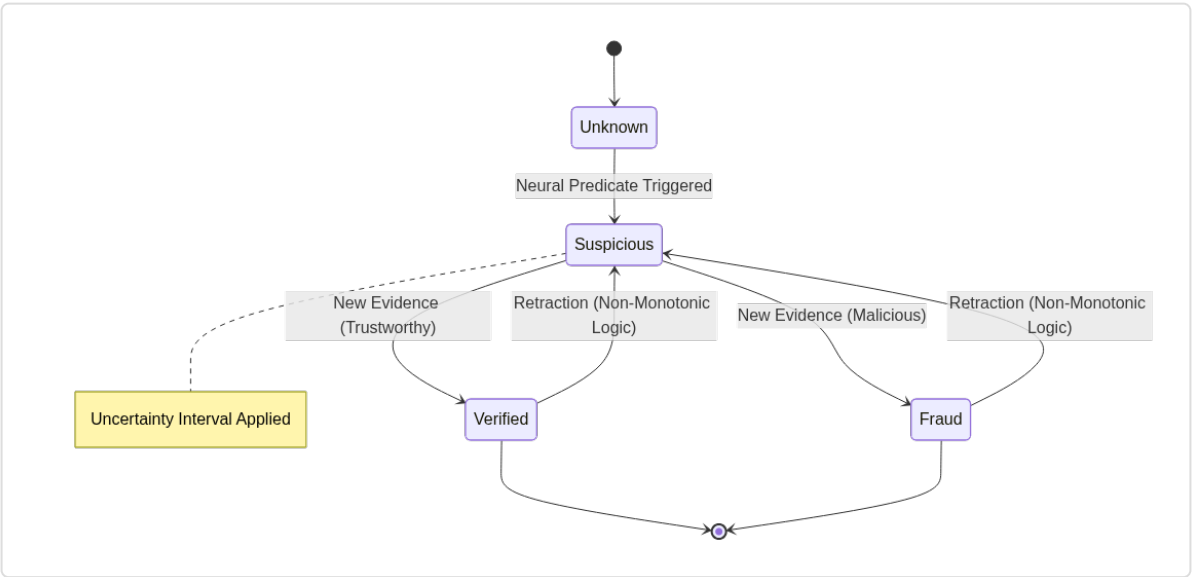 Unknown
Neural Predicate Triggered
Suspicious
New Evidence
(Trustworthy)
Retraction (Non-Monotonic
Logic)
New Evidence (Malicious)
Retraction (Non-Monotonic
Logic)
Uncertainty Interval Applied
Verified
Fraud